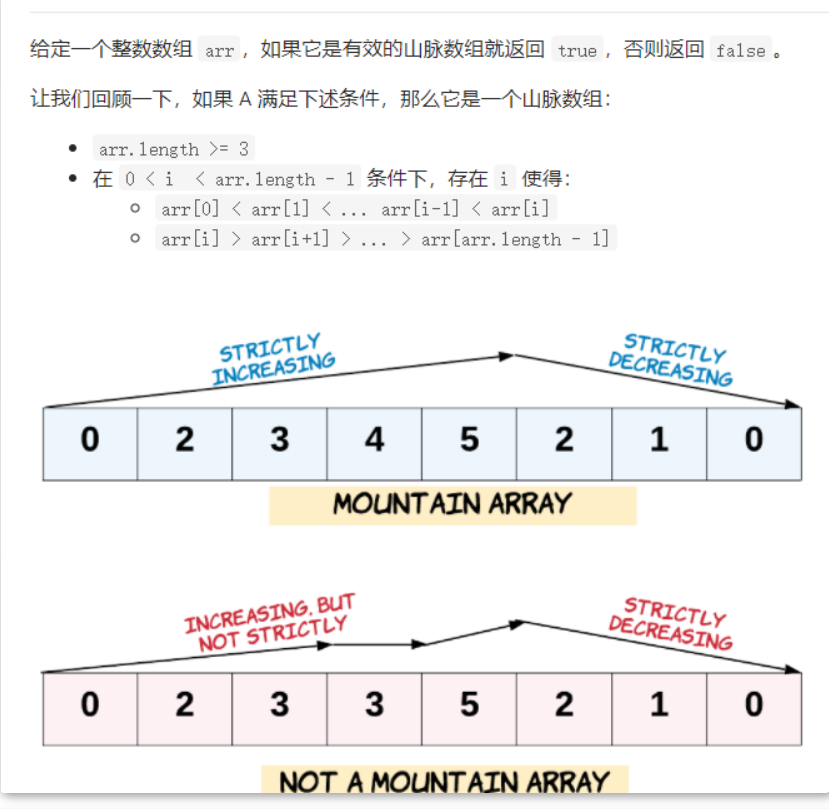 给定一个整数数组 arr，如果它是有效的山脉数组就返回 true，否则返回 false。
让我们回顾一下，如果 A 满足下述条件，那么它是一个山脉数组：
arr.length >= 3
在 0 < i < arr.length - 1 条件下，存在 i 使得：
arr[0] < arr[1] < ... arr[i-1] < arr[i]
arr[i] > arr[i+1] > ... > arr[arr.length - 1]
STRICTLY
INCREASING
STRICTLY
DECREASING
0 2 3 4 5 2 1 0
MOUNTAIN ARRAY
INCREASING. BUT
NOT STRICTLY
STRICTLY
DECREASING
0 2 3 3 5 2 1 0
NOT A MOUNTAIN ARRAY